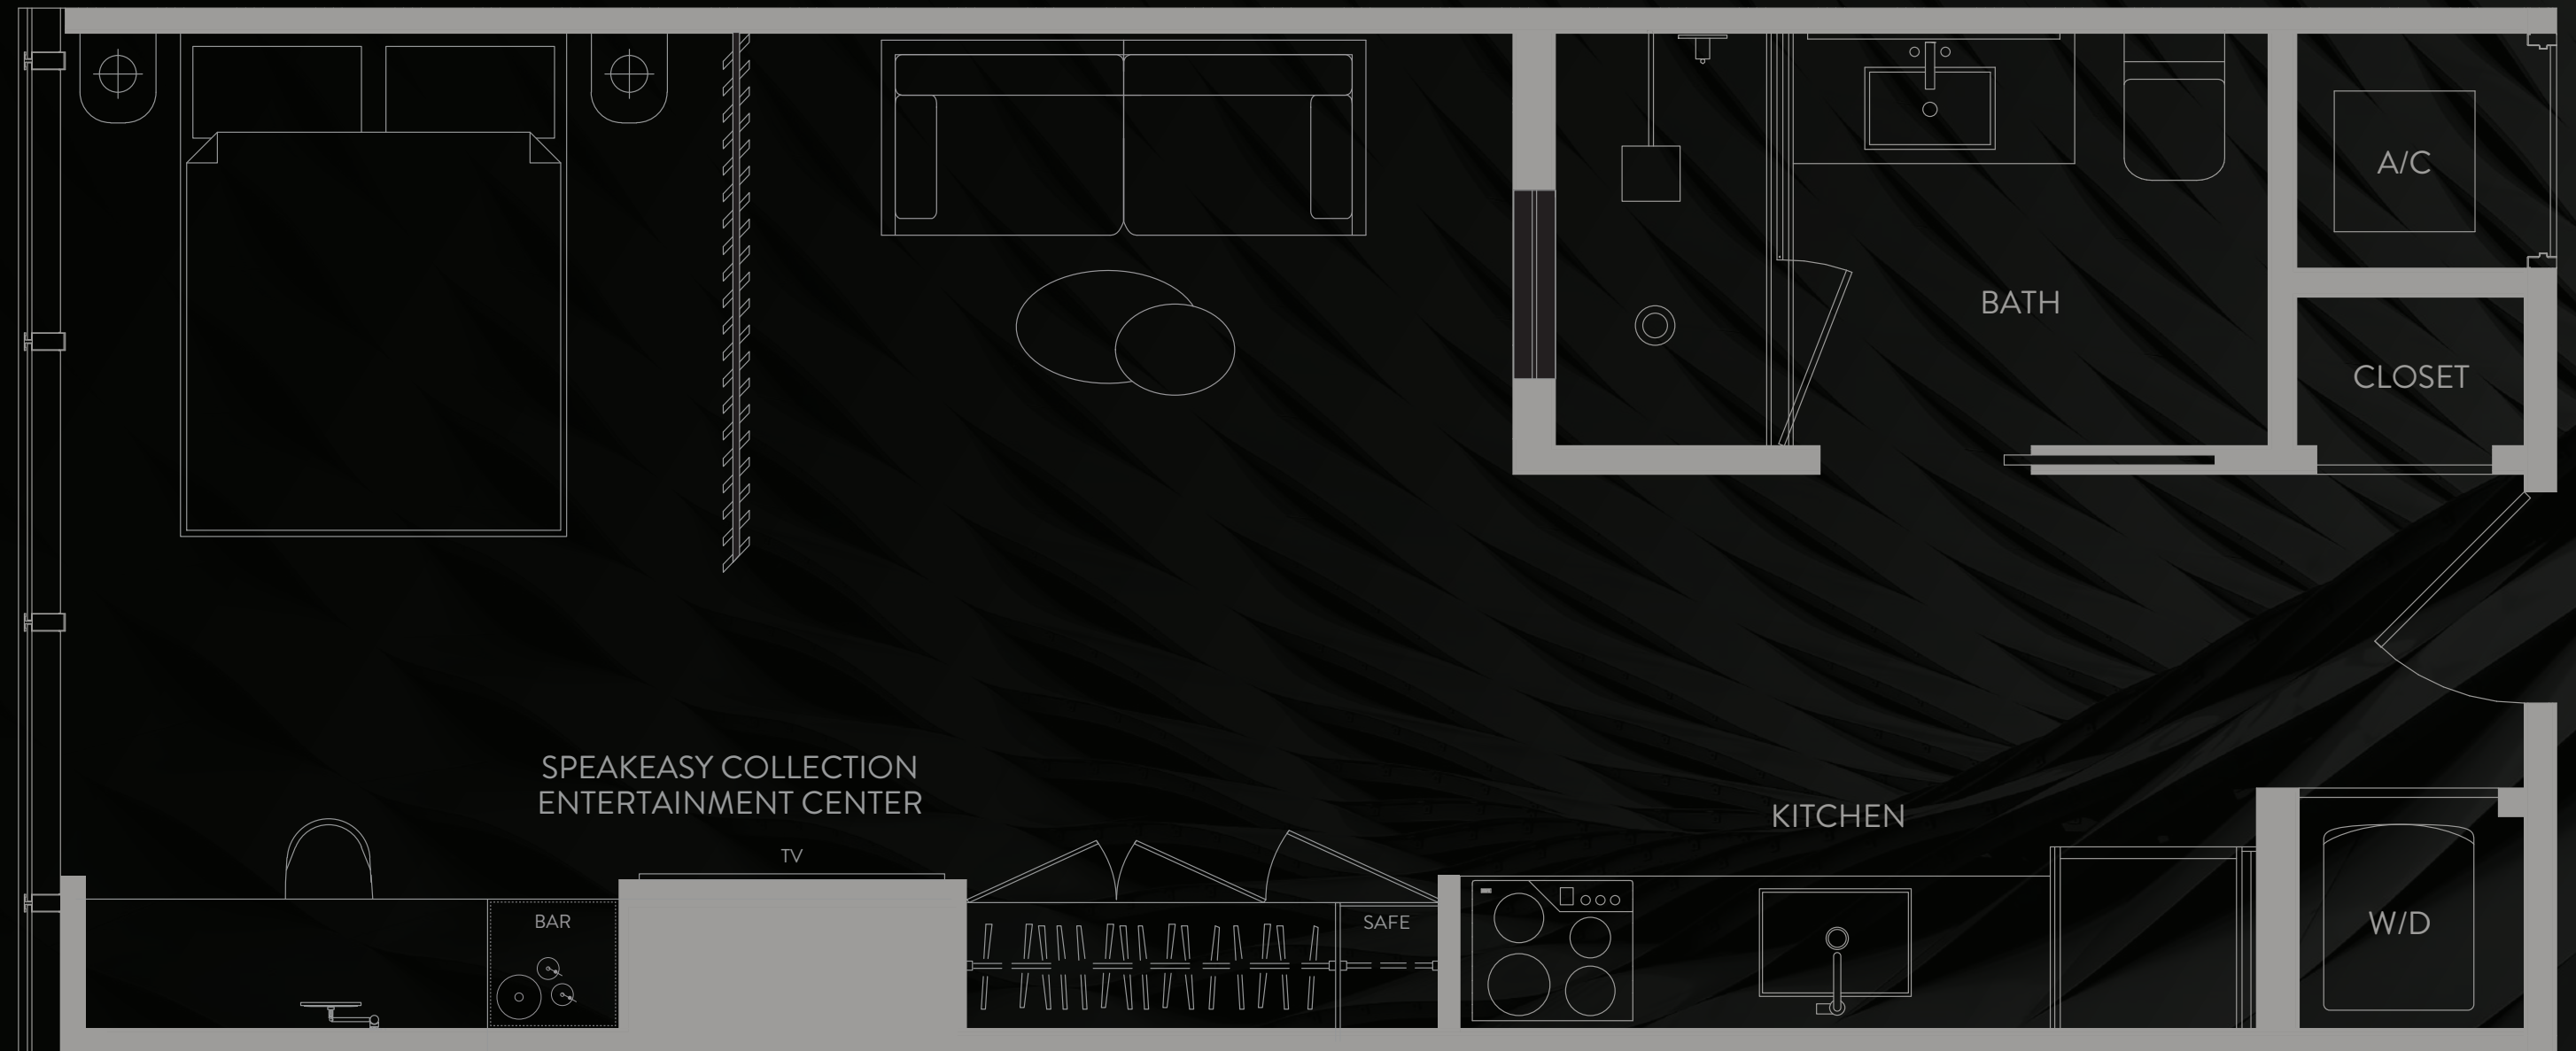 A/C
BATH
CLOSET
SPEAKEASY COLLECTION
ENTERTAINMENT CENTER
KITCHEN
TV
BAR
SAFE
W/D